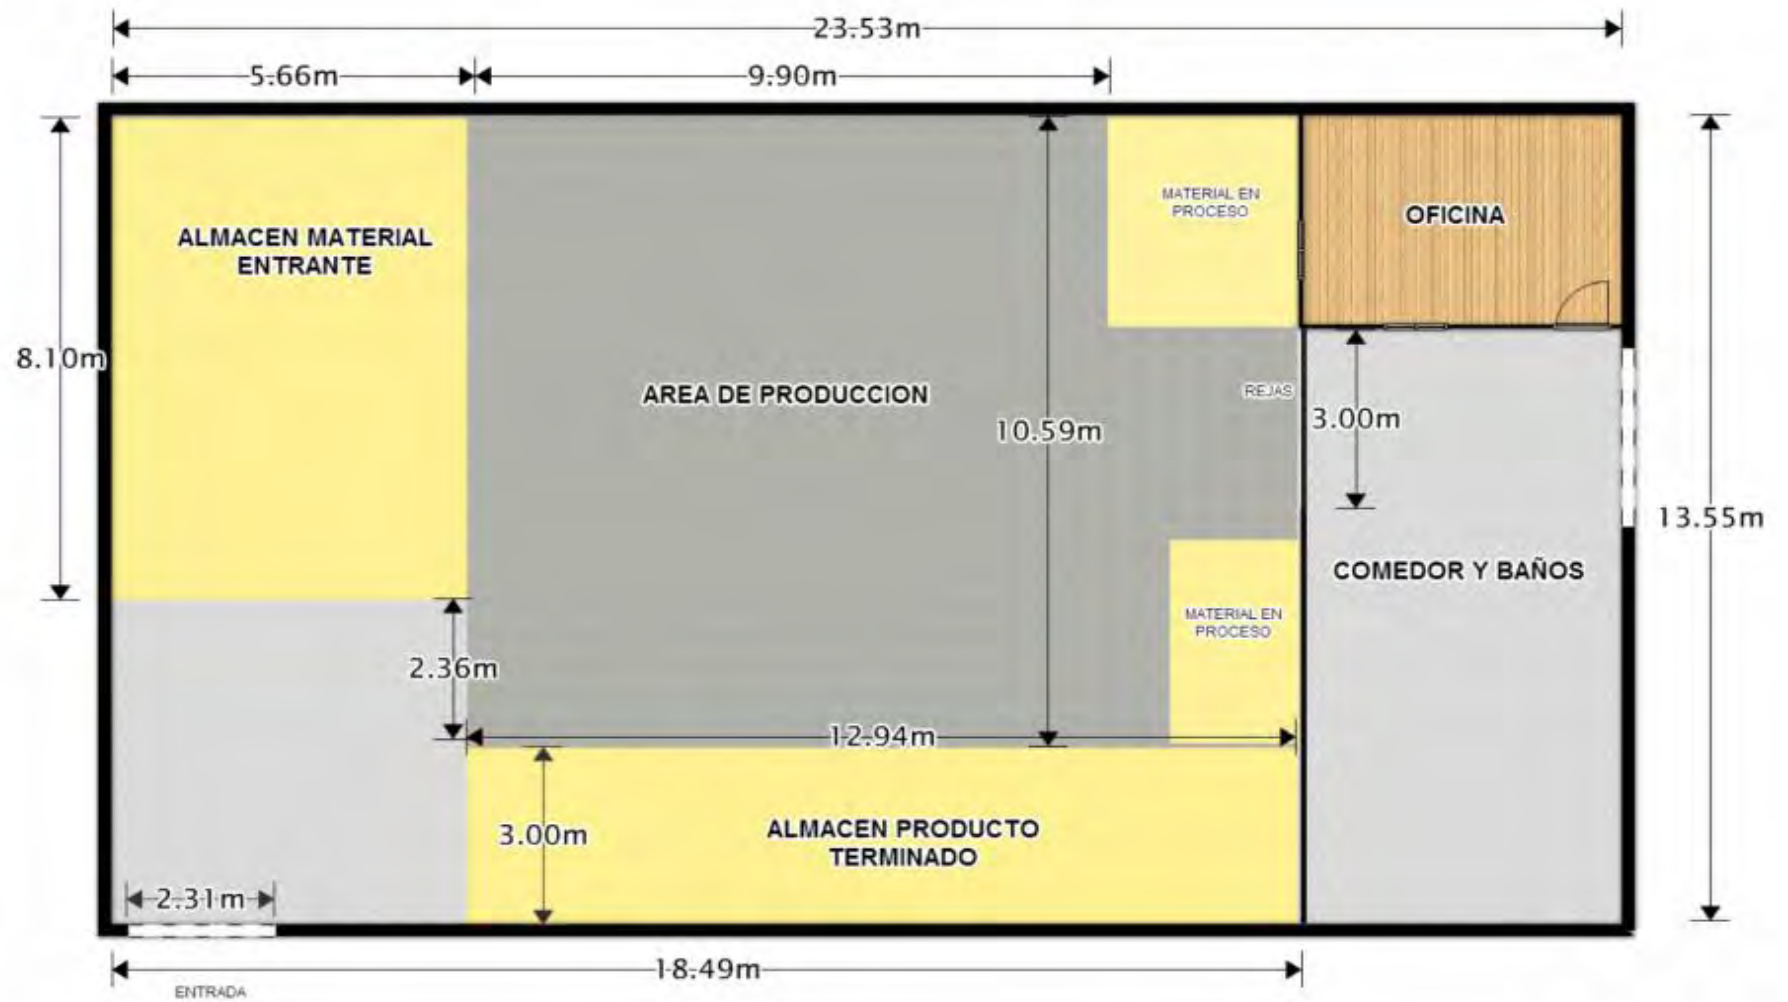 23.53m
5.66m
9.90m
MATERIAL EN
PROCESO
OFICINA
ALMACEN MATERIAL
ENTRANTE
8.10m
AREA DE PRODUCCION
REJAS
10.59m
3.00m
13.55m
COMEDOR Y BAÑOS
MATERIAL EN
PROCESO
2.36m
12.94m
3.00m
ALMACEN PRODUCTO
TERMINADO
2.31m
18.49m
ENTRADA